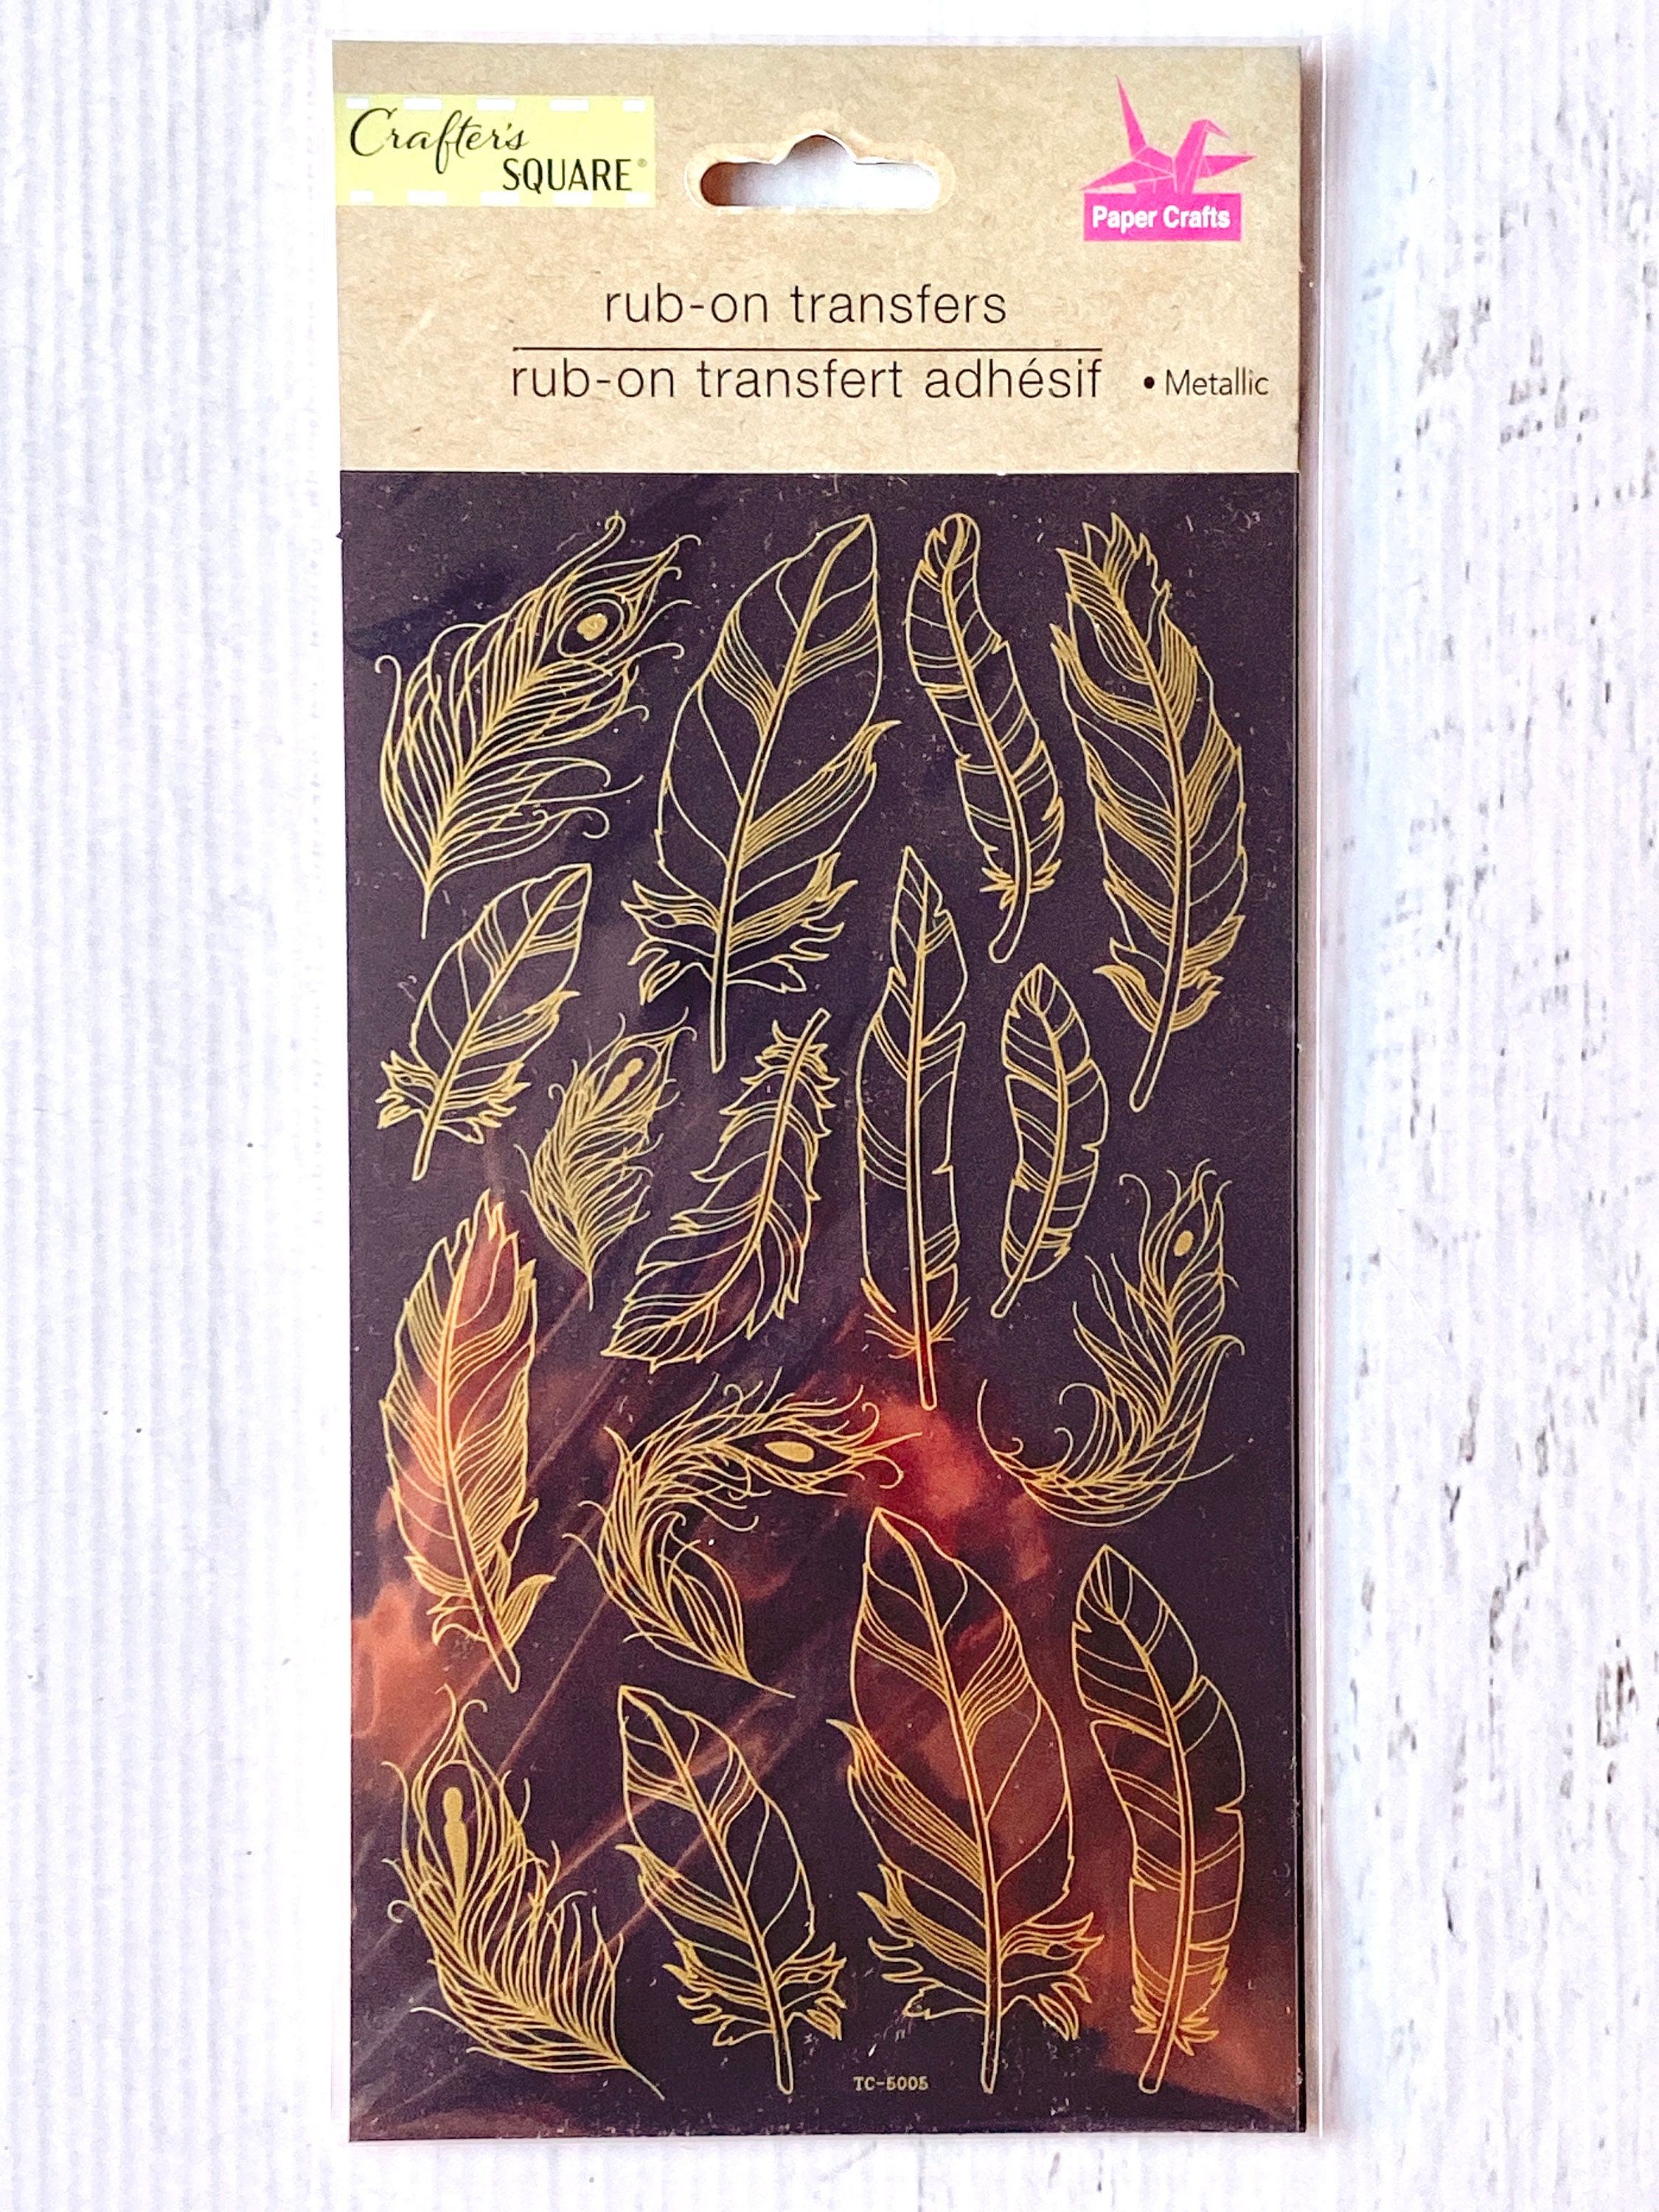 Crafter's
SQUARE®
Paper Crafts
rub-on transfers
rub-on transfert adhésif • Metallic
TC-5005